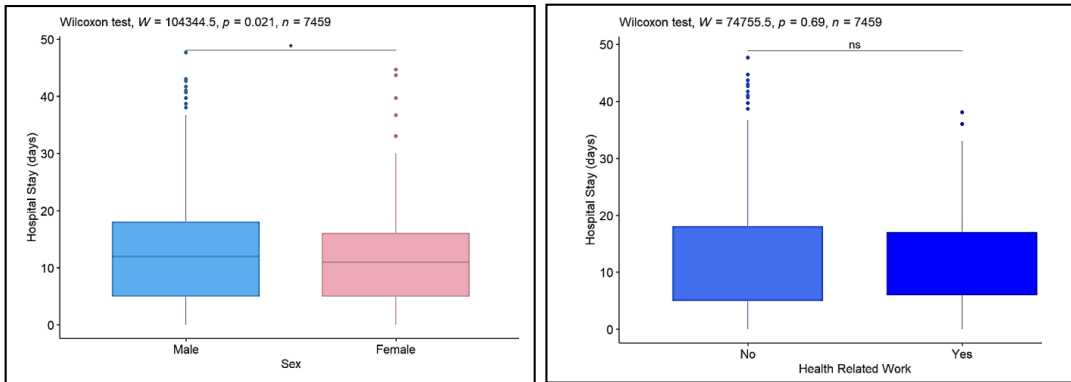 Wilcoxon test, W = 104344.5, p = 0.021, n = 7459
50
40
30
20
10
0
Hospital Stay (days)
*
Male
Female
Sex
Wilcoxon test, W = 74755.5, p = 0.69, n = 7459
50
40
30
20
10
0
Hospital Stay (days)
ns
No
Yes
Health Related Work